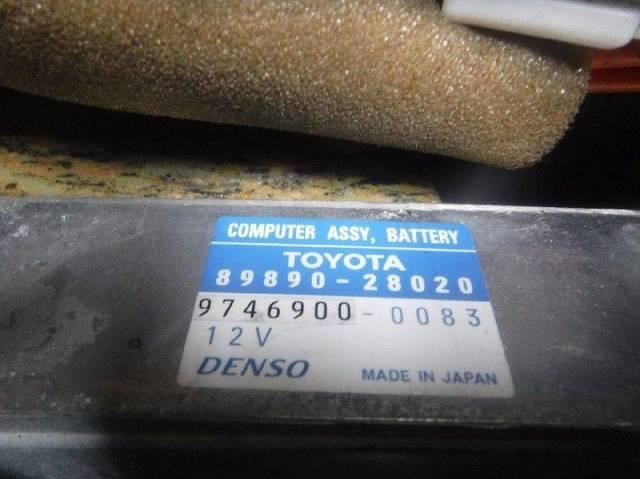 COMPUTER ASSY, BATTERY
TOYOTA
89890-28020
9746900-0083
12V
DENSO MADE IN JAPAN